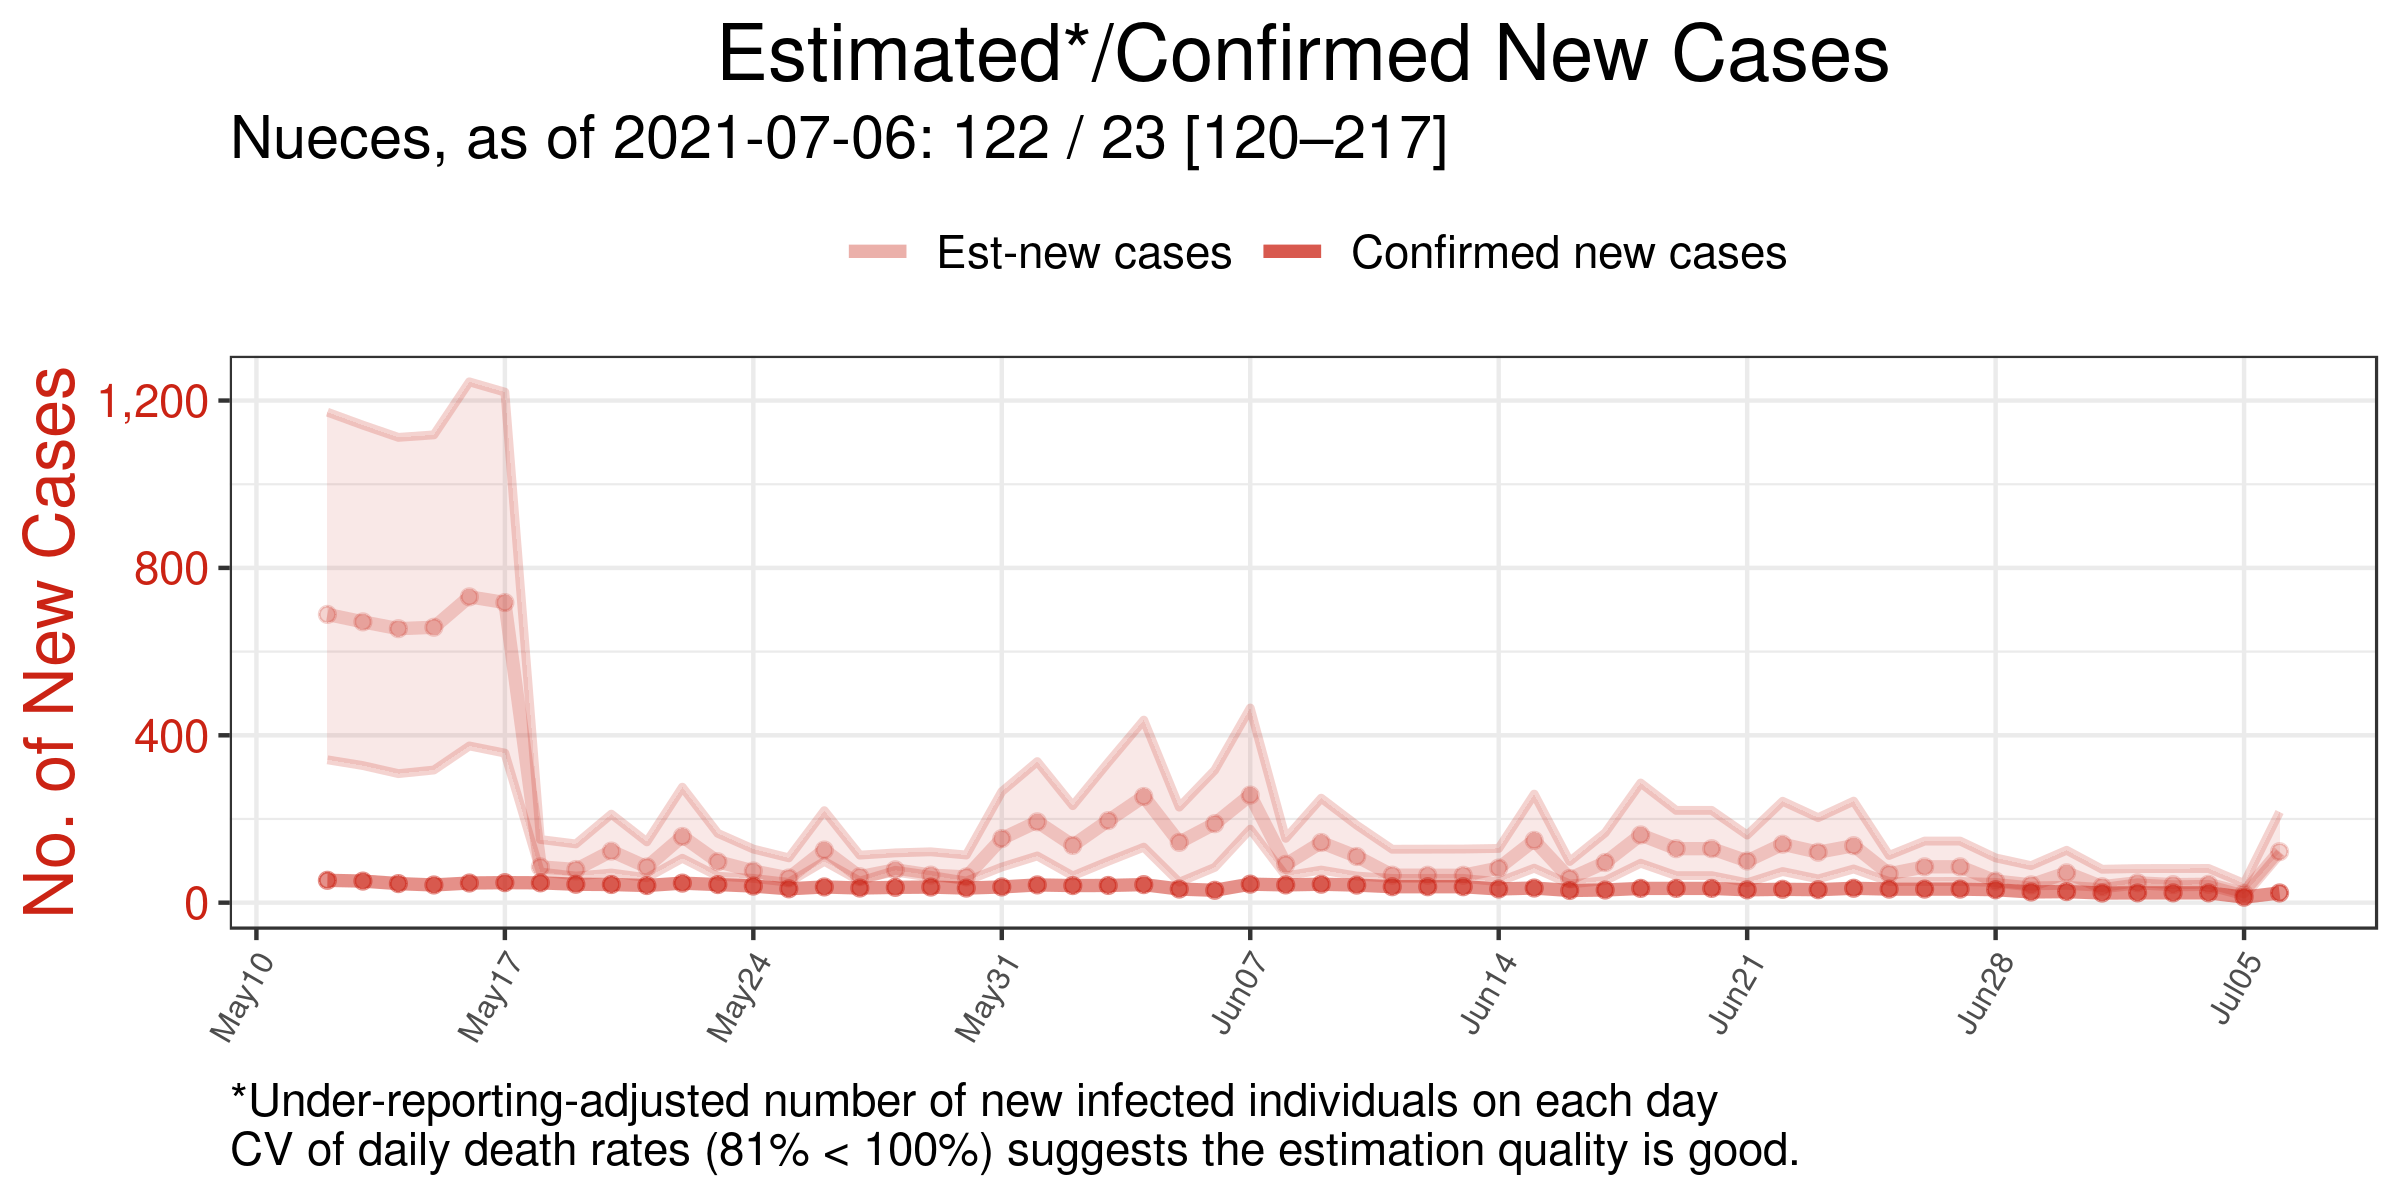 Estimated*/Confirmed New Cases
Nueces, as of 2021-07-06: 122 / 23 [120–217]
Est-new cases
Confirmed new cases
No. of New Cases
1,200
800
400
0
May10
May17
May24
May31
Jun07
Jun14
Jun21
Jun28
Jul05
*Under-reporting-adjusted number of new infected individuals on each day
CV of daily death rates (81% < 100%) suggests the estimation quality is good.